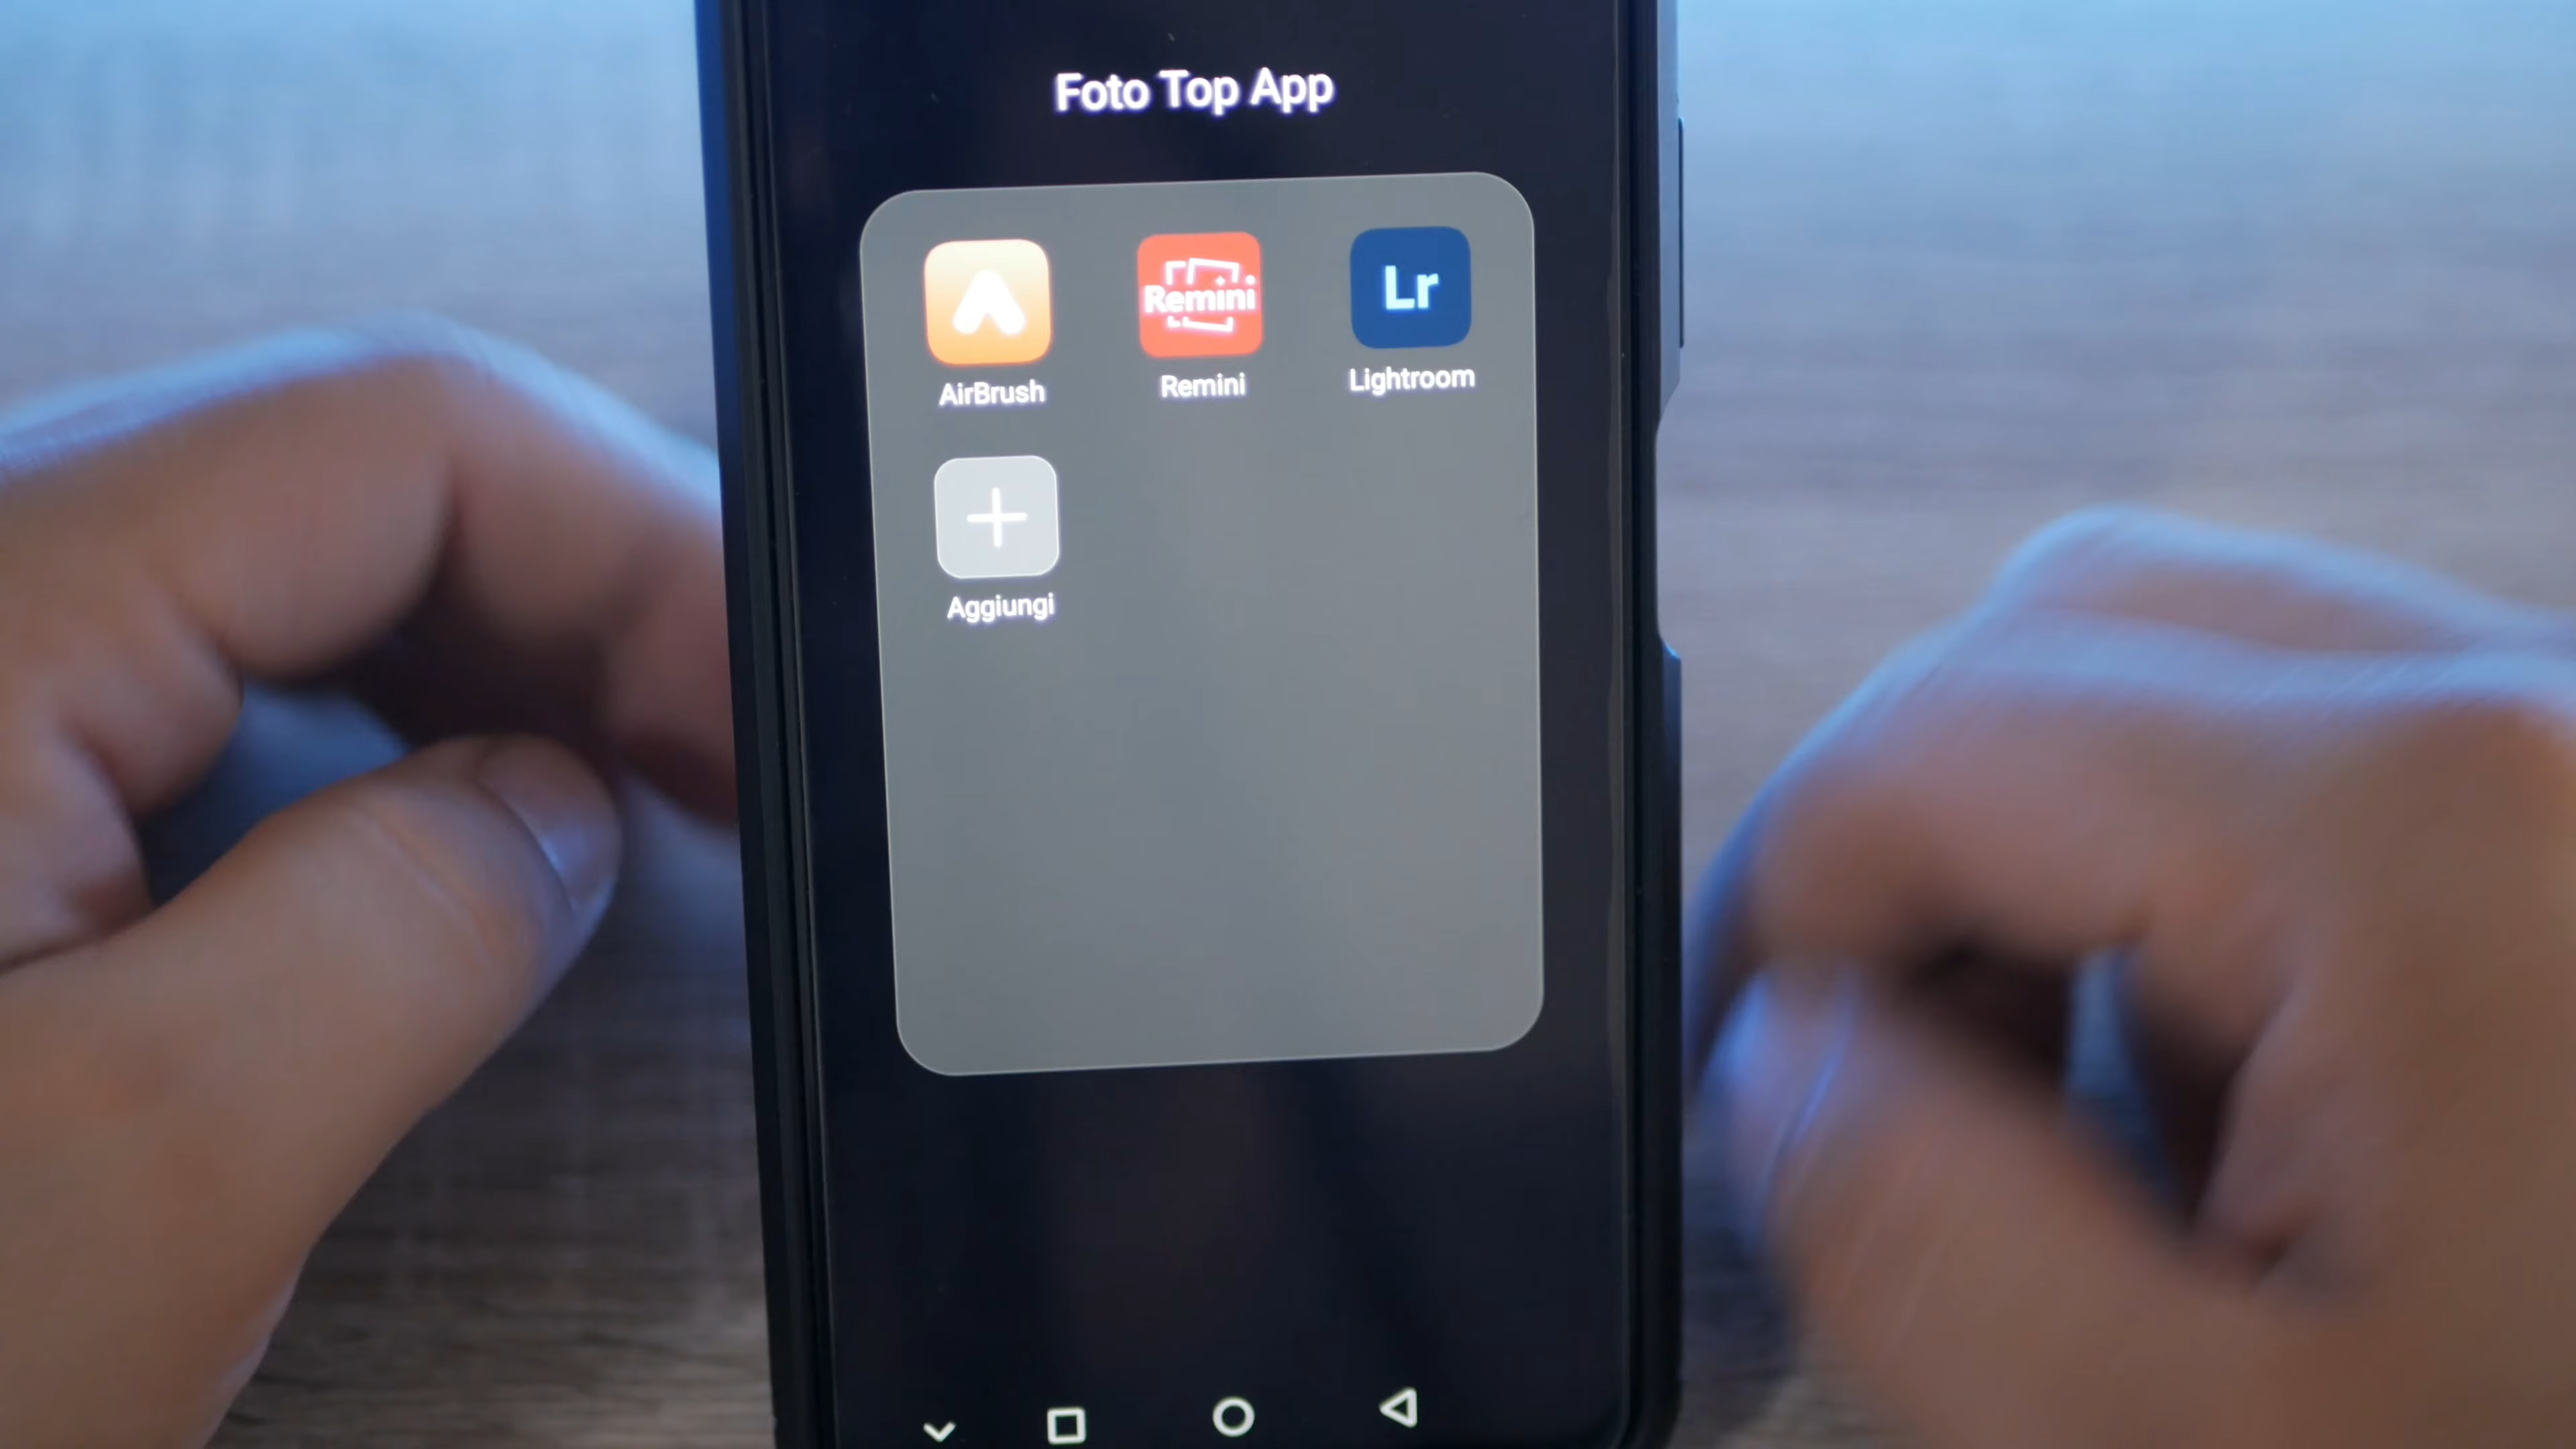 Foto Top App
Remini
Lr
AirBrush
Remini
Lightroom
Aggiungi